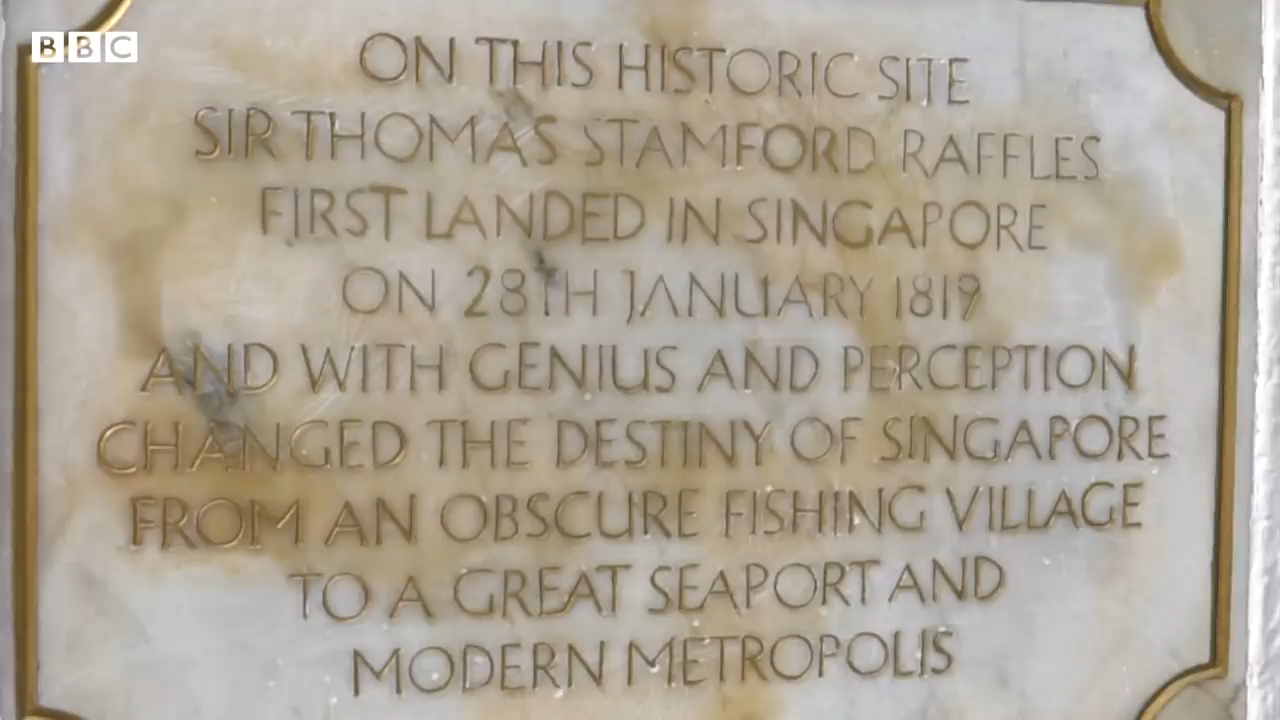 BBC
ON THIS HISTORIC SITE
SIR THOMAS STAMFORD RAFFLES
FIRST LANDED IN SINGAPORE
ON 28TH JANUARY 1819
AND WITH GENIUS AND PERCEPTION
CHANGED THE DESTINY OF SINGAPORE
FROM AN OBSCURE FISHING VILLAGE
TO A GREAT SEAPORT AND
MODERN METROPOLIS